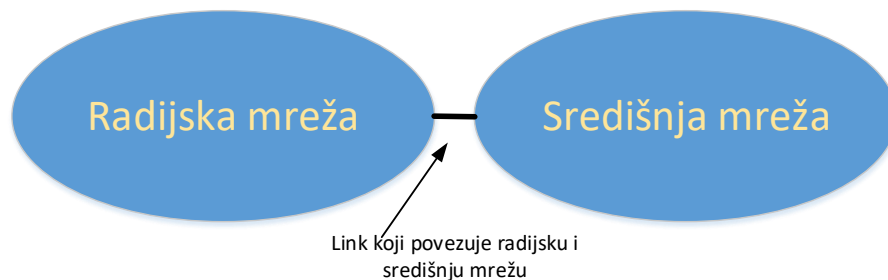 Radijska mreža
Središnja mreža
Link koji povezuje radijsku i
središnju mrežu